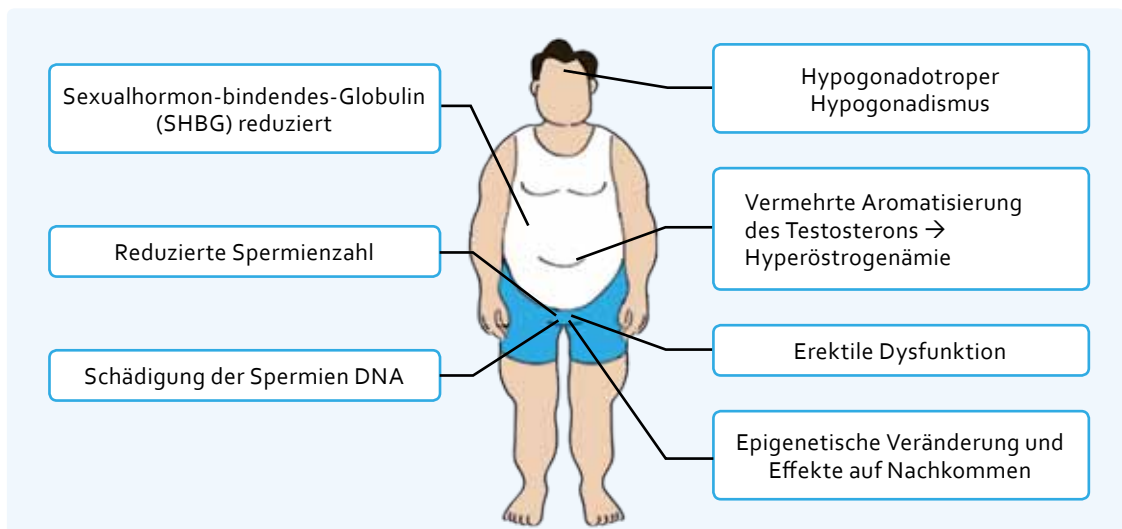 Sexualhormon-bindendes-Globulin
(SHBG) reduziert
Reduzierte Spermienzahl
Schädigung der Spermien DNA
Hypogonadotroper
Hypogonadismus
Vermehrte Aromatisierung
des Testosterons →
Hyperöstrogenämie
Erektile Dysfunktion
Epigenetische Veränderung und
Effekte auf Nachkommen